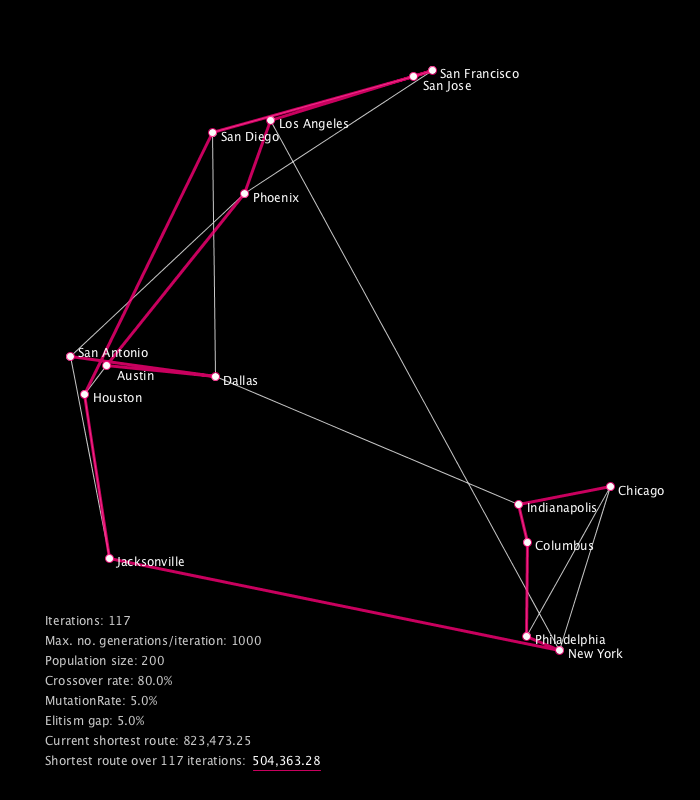 San Francisco
San Jose
Los Angeles
San Diego
Phoenix
San Antonio
Austin
Dallas
Houston
Chicago
Indianapolis
Columbus
Jacksonville
Philadelphia
New York
Iterations: 117
Max. no. generations/iteration: 1000
Population size: 200
Crossover rate: 80.0%
MutationRate: 5.0%
Elitism gap: 5.0%
Current shortest route: 823,473.25
Shortest route over 117 iterations: 504,363.28